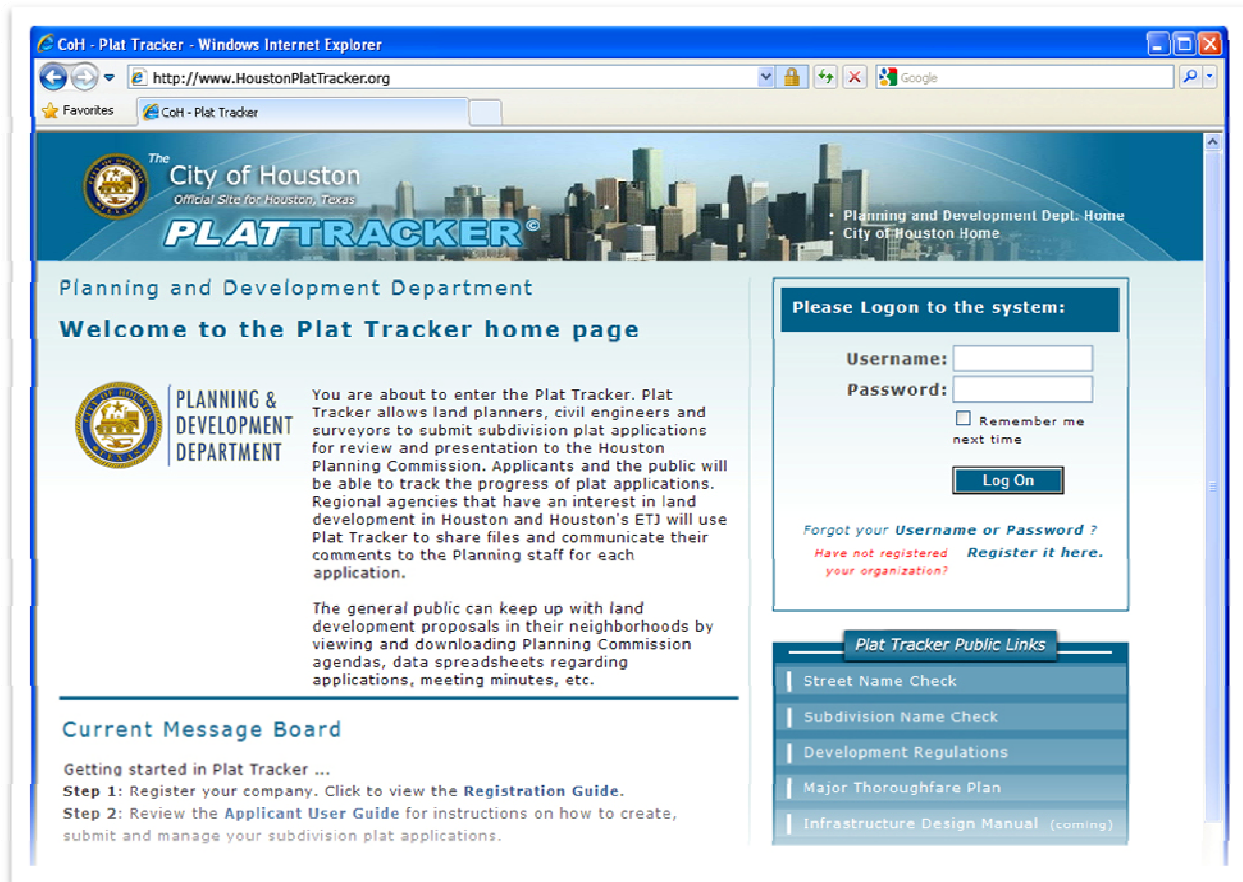 CoH - Plat Tracker - Windows Internet Explorer
http://www.HoustonPlatTracker.org
Google
Favorites
CoH - Plat Tracker
The
City of Houston
Official Site for Houston, Texas
PLATTRACKER©
• Planning and Development Dept. Home
• City of Houston Home
Planning and Development Department
Welcome to the Plat Tracker home page
PLANNING &
DEVELOPMENT
DEPARTMENT
You are about to enter the Plat Tracker. Plat
Tracker allows land planners, civil engineers and
surveyors to submit subdivision plat applications
for review and presentation to the Houston
Planning Commission. Applicants and the public will
be able to track the progress of plat applications.
Regional agencies that have an interest in land
development in Houston and Houston's ETJ will use
Plat Tracker to share files and communicate their
comments to the Planning staff for each
application.
The general public can keep up with land
development proposals in their neighborhoods by
viewing and downloading Planning Commission
agendas, data spreadsheets regarding
applications, meeting minutes, etc.
Current Message Board
Getting started in Plat Tracker ...
Step 1: Register your company. Click to view the Registration Guide.
Step 2: Review the Applicant User Guide for instructions on how to create,
submit and manage your subdivision plat applications.
Please Logon to the system:
Username:
Password:
Remember me
next time
Log On
Forgot your Username or Password ?
Have not registered
your organization?
Register it here.
Plat Tracker Public Links
Street Name Check
Subdivision Name Check
Development Regulations
Major Thoroughfare Plan
Infrastructure Design Manual (coming)